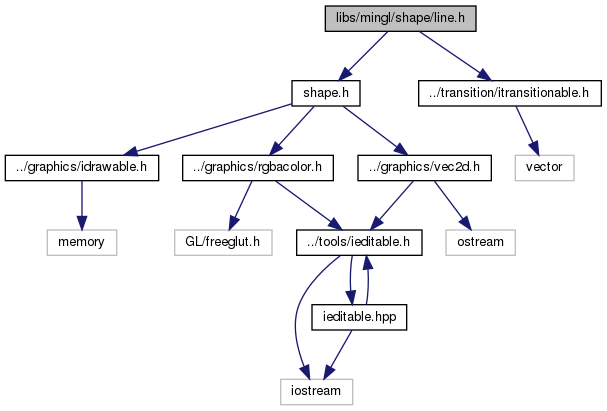 libs/mingl/shape/line.h
shape.h
../transition/itransitionable.h
../graphics/idrawable.h
../graphics/rgbacolor.h
../graphics/vec2d.h
vector
memory
GL/freeglut.h
../tools/ieditable.h
ostream
ieditable.hpp
iostream